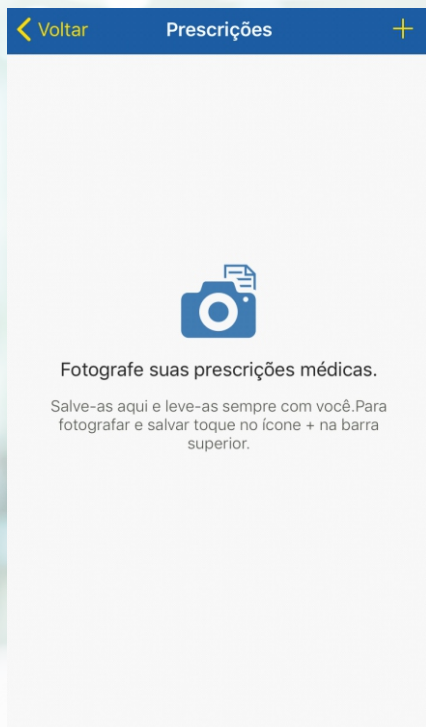 Voltar Prescrições +
Fotografe suas prescrições médicas.
Salve-as aqui e leve-as sempre com você.Para
fotografar e salvar toque no ícone + na barra
superior.